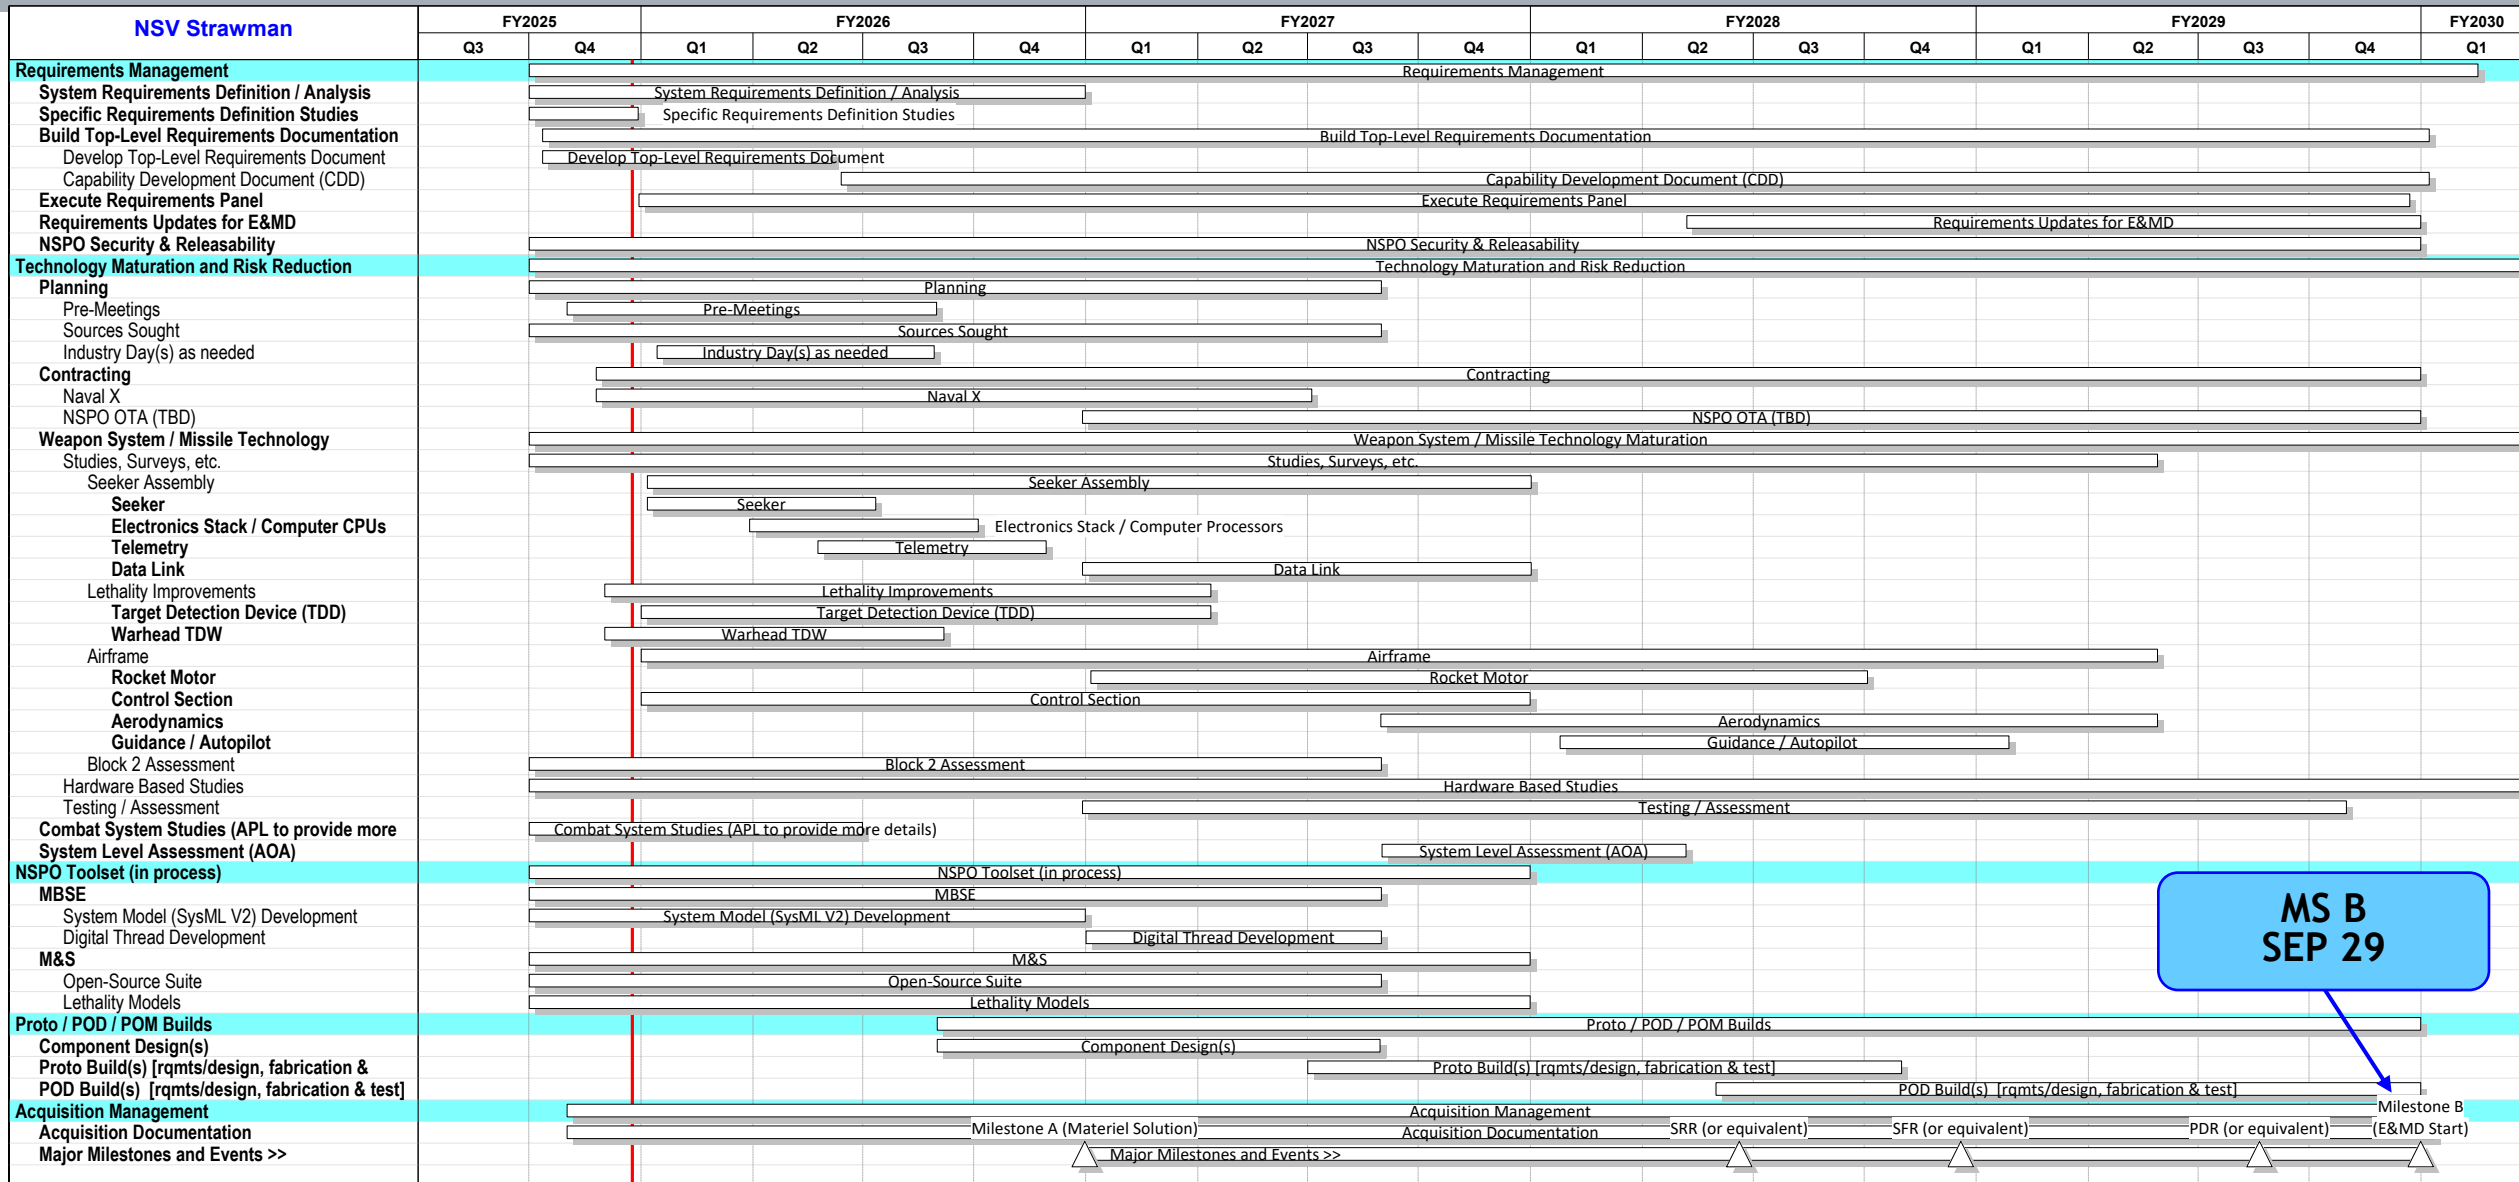 NSV Strawman
FY2025 FY2026 FY2027 FY2028 FY2029 FY2030
Q3 Q4 Q1 Q2 Q3 Q4 Q1 Q2 Q3 Q4 Q1 Q2 Q3 Q4 Q1 Q2 Q3 Q4 Q1
Requirements Management Requirements Management
System Requirements Definition / Analysis System Requirements Definition / Analysis
Specific Requirements Definition Studies Specific Requirements Definition Studies
Build Top-Level Requirements Documentation Build Top-Level Requirements Documentation
Develop Top-Level Requirements Document Develop Top-Level Requirements Document
Capability Development Document (CDD) Capability Development Document (CDD)
Execute Requirements Panel Execute Requirements Panel
Requirements Updates for E&MD Requirements Updates for E&MD
NSPO Security & Releasability NSPO Security & Releasability
Technology Maturation and Risk Reduction Technology Maturation and Risk Reduction
Planning Planning
Pre-Meetings Pre-Meetings
Sources Sought Sources Sought
Industry Day(s) as needed Industry Day(s) as needed
Contracting Contracting
Naval X Naval X
NSPO OTA (TBD) NSPO OTA (TBD)
Weapon System / Missile Technology Weapon System / Missile Technology Maturation
Studies, Surveys, etc. Studies, Surveys, etc.
Seeker Assembly Seeker Assembly
Seeker Seeker
Electronics Stack / Computer CPUs Electronics Stack / Computer Processors
Telemetry Telemetry
Data Link Data Link
Lethality Improvements Lethality Improvements
Target Detection Device (TDD) Target Detection Device (TDD)
Warhead TDW Warhead TDW
Airframe Airframe
Rocket Motor Rocket Motor
Control Section Control Section
Aerodynamics Aerodynamics
Guidance / Autopilot Guidance / Autopilot
Block 2 Assessment Block 2 Assessment
Hardware Based Studies Hardware Based Studies
Testing / Assessment Testing / Assessment
Combat System Studies (APL to provide more Combat System Studies (APL to provide more details)
System Level Assessment (AOA) System Level Assessment (AOA)
NSPO Toolset (in process) NSPO Toolset (in process)
MBSE MBSE
System Model (SysML V2) Development System Model (SysML V2) Development
Digital Thread Development Digital Thread Development
M&S M&S
Open-Source Suite Open-Source Suite
Lethality Models Lethality Models
MS B
SEP 29
Proto / POD / POM Builds Proto / POD / POM Builds
Component Design(s) Component Design(s)
Proto Build(s) [rqmts/design, fabrication & Proto Build(s) [rqmts/design, fabrication & test]
POD Build(s) [rqmts/design, fabrication & test] POD Build(s) [rqmts/design, fabrication & test]
Acquisition Management Acquisition Management Milestone B
Acquisition Documentation Milestone A (Materiel Solution) Acquisition Documentation SRR (or equivalent) SFR (or equivalent) PDR (or equivalent) (E&MD Start)
Major Milestones and Events >> Major Milestones and Events >>